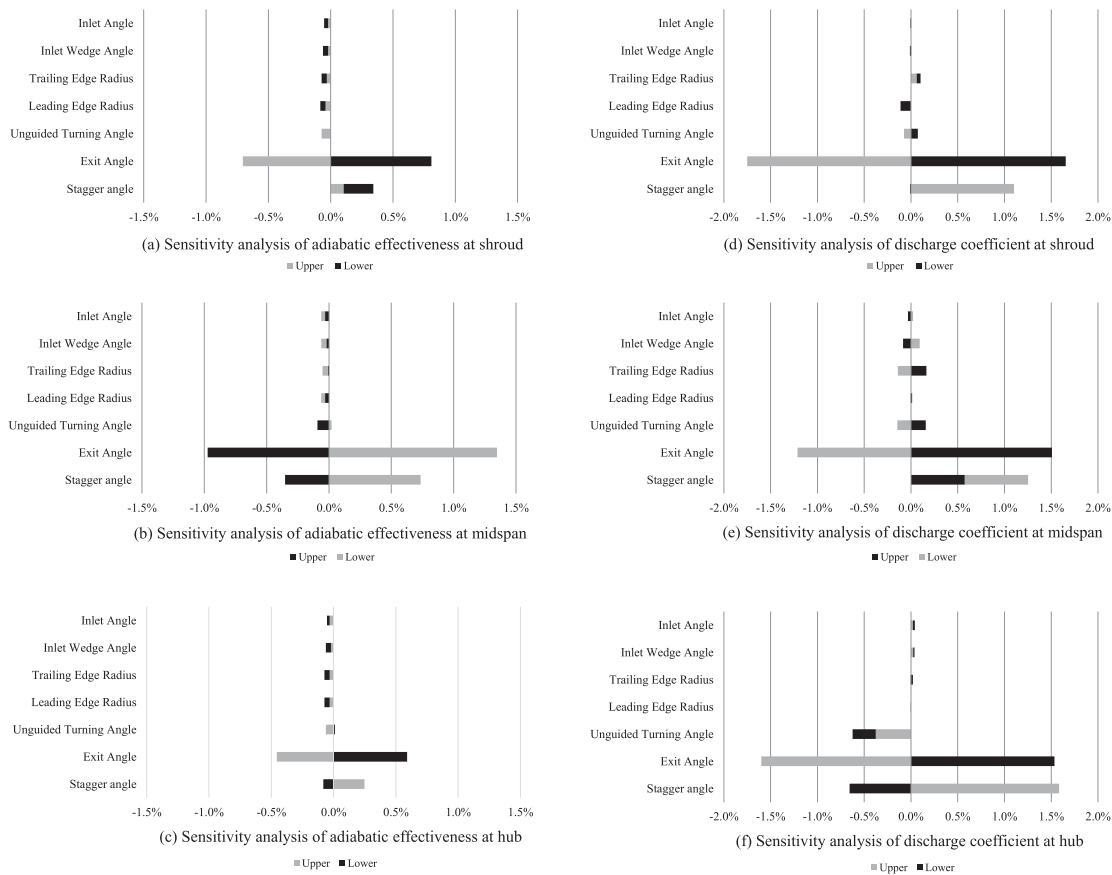 Inlet Angle
Inlet Wedge Angle
Trailing Edge Radius
Leading Edge Radius
Unguided Turning Angle
Exit Angle
Stagger angle
-1.5% -1.0% -0.5% 0.0% 0.5% 1.0% 1.5%
(a) Sensitivity analysis of adiabatic effectiveness at shroud
Upper Lower
Inlet Angle
Inlet Wedge Angle
Trailing Edge Radius
Leading Edge Radius
Unguided Turning Angle
Exit Angle
Stagger angle
-2.0% -1.5% -1.0% -0.5% 0.0% 0.5% 1.0% 1.5% 2.0%
(d) Sensitivity analysis of discharge coefficient at shroud
Upper Lower
Inlet Angle
Inlet Wedge Angle
Trailing Edge Radius
Leading Edge Radius
Unguided Turning Angle
Exit Angle
Stagger angle
-1.5% -1.0% -0.5% 0.0% 0.5% 1.0% 1.5%
(b) Sensitivity analysis of adiabatic effectiveness at midspan
Upper Lower
Inlet Angle
Inlet Wedge Angle
Trailing Edge Radius
Leading Edge Radius
Unguided Turning Angle
Exit Angle
Stagger angle
-2.0% -1.5% -1.0% -0.5% 0.0% 0.5% 1.0% 1.5% 2.0%
(e) Sensitivity analysis of discharge coefficient at midspan
Upper Lower
Inlet Angle
Inlet Wedge Angle
Trailing Edge Radius
Leading Edge Radius
Unguided Turning Angle
Exit Angle
Stagger angle
-1.5% -1.0% -0.5% 0.0% 0.5% 1.0% 1.5%
(c) Sensitivity analysis of adiabatic effectiveness at hub
Upper Lower
Inlet Angle
Inlet Wedge Angle
Trailing Edge Radius
Leading Edge Radius
Unguided Turning Angle
Exit Angle
Stagger angle
-2.0% -1.5% -1.0% -0.5% 0.0% 0.5% 1.0% 1.5% 2.0%
(f) Sensitivity analysis of discharge coefficient at hub
Upper Lower